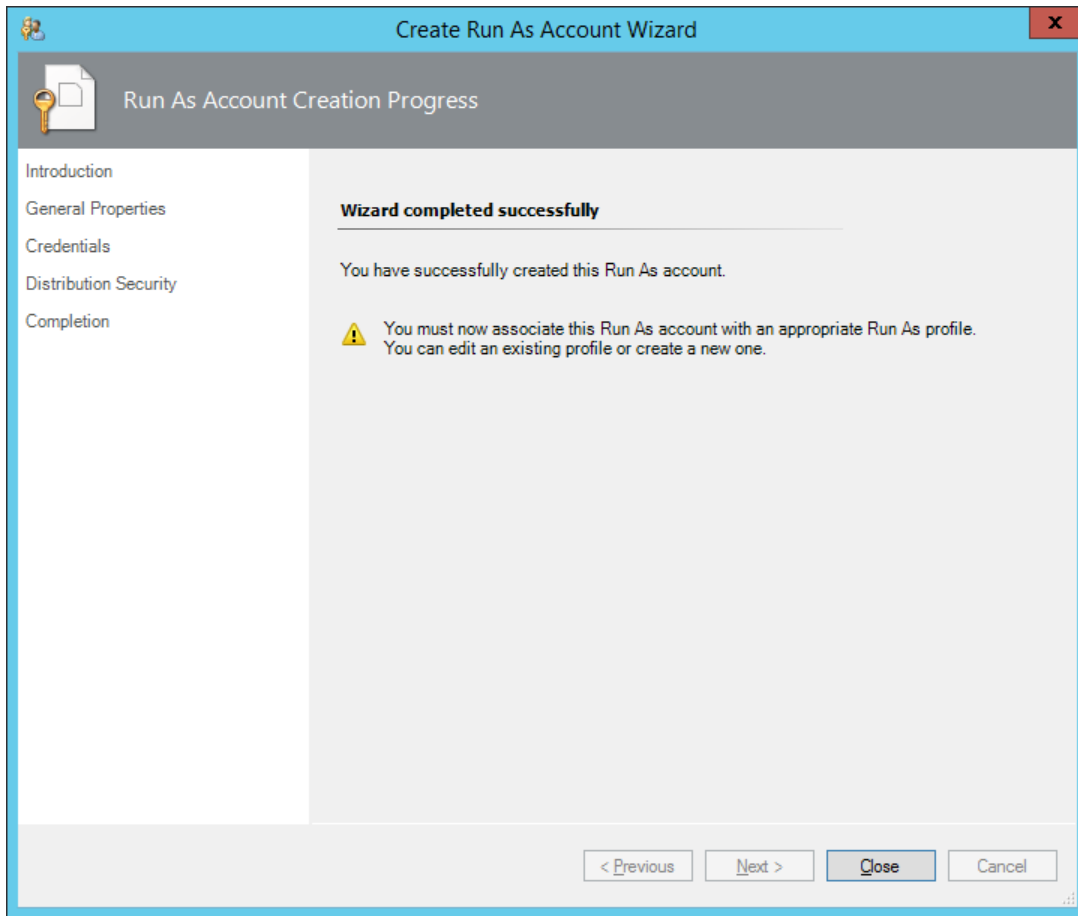 Create Run As Account Wizard
x
Run As Account Creation Progress
Introduction
General Properties
Credentials
Distribution Security
Completion
Wizard completed successfully
You have successfully created this Run As account.
You must now associate this Run As account with an appropriate Run As profile.
You can edit an existing profile or create a new one.
< Previous
Next >
Close
Cancel